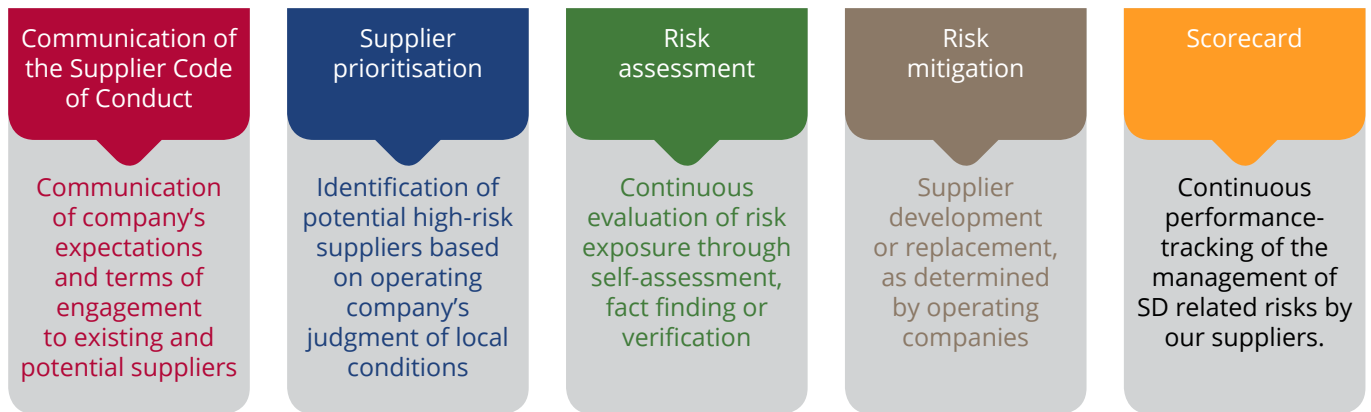 Communication of
the Supplier Code
of Conduct
Communication
of company’s
expectations
and terms of
engagement
to existing and
potential suppliers
Supplier
prioritisation
Identification of
potential high-risk
suppliers based
on operating
company’s
judgment of local
conditions
Risk
assessment
Continuous
evaluation of risk
exposure through
self-assessment,
fact finding or
verification
Risk
mitigation
Supplier
development
or replacement,
as determined
by operating
companies
Scorecard
Continuous
performance-
tracking of the
management of
SD related risks by
our suppliers.